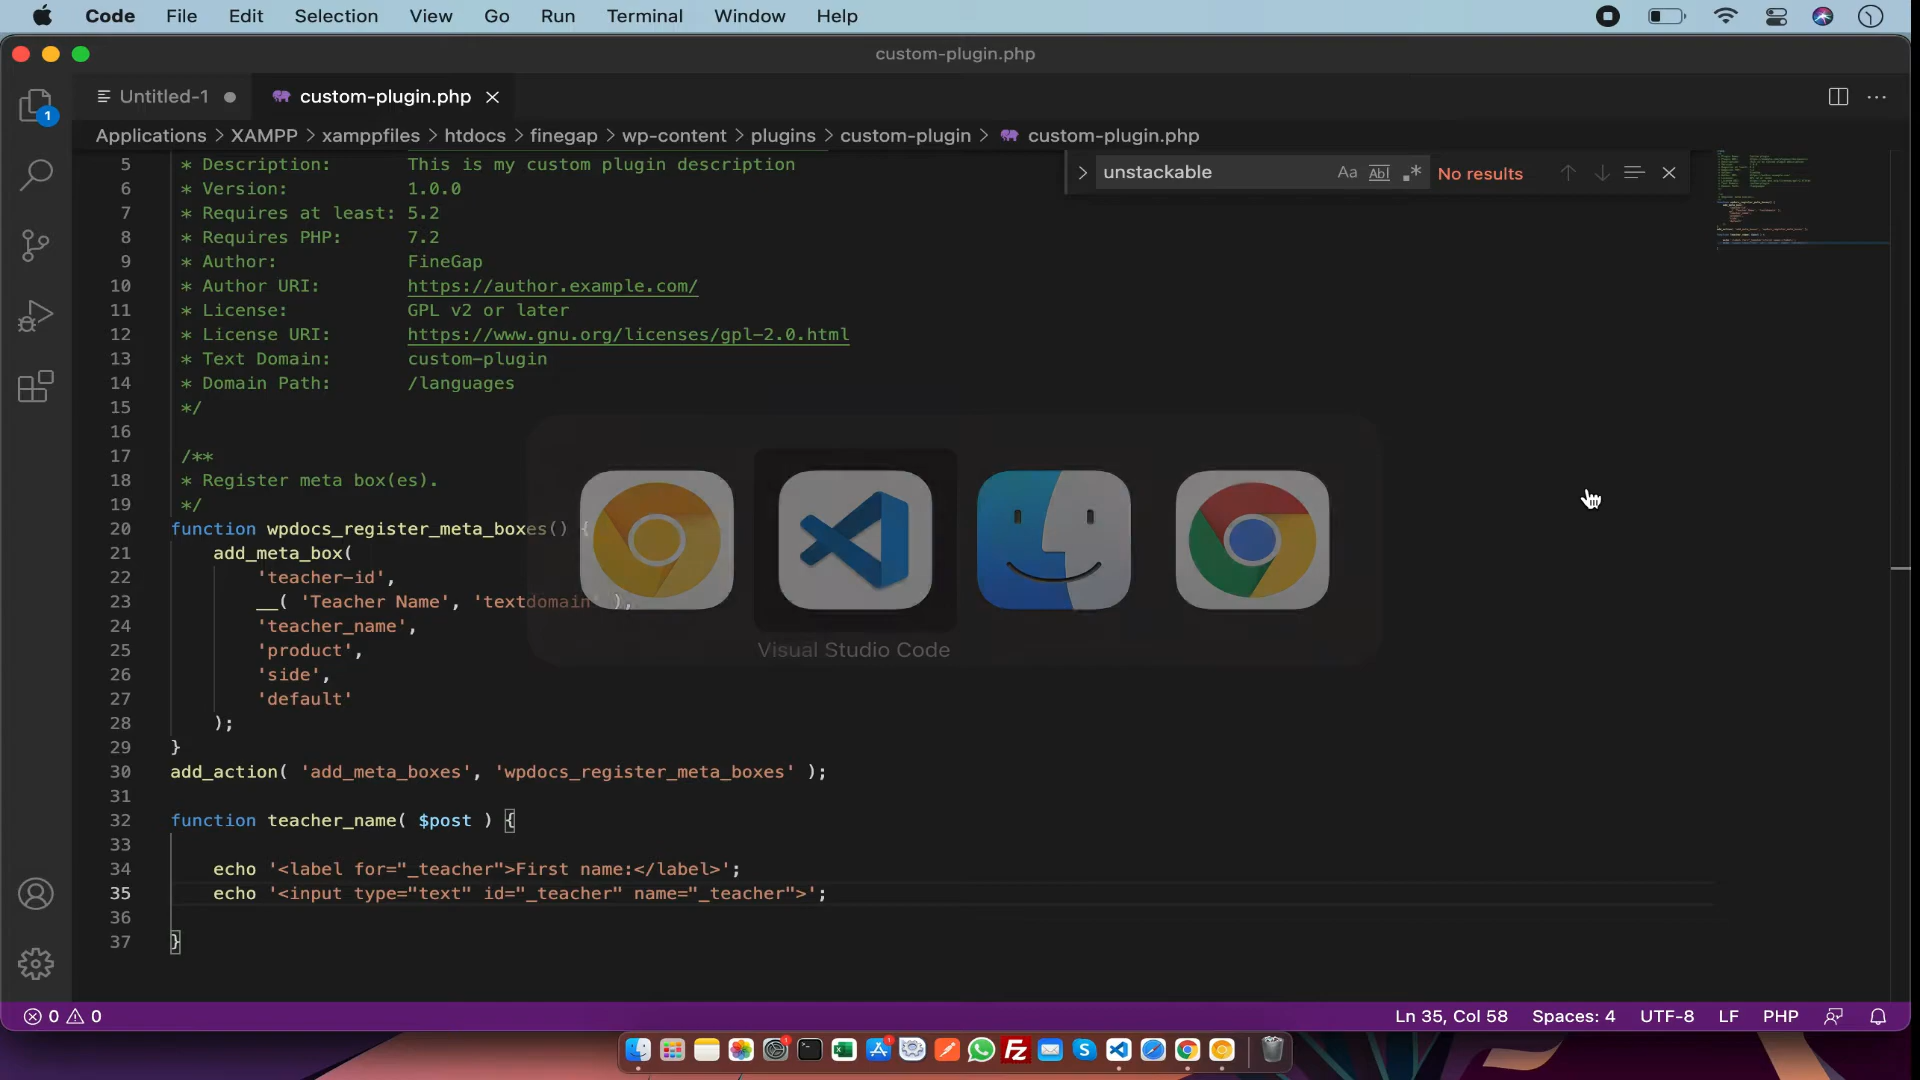 Code File Edit Selection View Go Run Terminal Window Help
custom-plugin.php
Untitled-1 custom-plugin.php
Applications > XAMPP > xamppfiles > htdocs > finegap > wp-content > plugins > custom-plugin > custom-plugin.php
unstackable Aa Abl .* No results
1
5 * Description: This is my custom plugin description
6 * Version: 1.0.0
7 * Requires at least: 5.2
8 * Requires PHP: 7.2
9 * Author: FineGap
10 * Author URI: https://author.example.com/
11 * License: GPL v2 or later
12 * License URI: https://www.gnu.org/licenses/gpl-2.0.html
13 * Text Domain: custom-plugin
14 * Domain Path: /languages
15 */
16
17 /**
18 * Register meta box(es).
19 */
20 function wpdocs_register_meta_boxes() {
21 add_meta_box(
22 'teacher-id',
23 __( 'Teacher Name', 'textdomain' ),
24 'teacher_name',
25 'product',
26 'side',
27 'default'
28 );
29 }
30 add_action( 'add_meta_boxes', 'wpdocs_register_meta_boxes' );
31
32 function teacher_name( $post ) {
33
34 echo '<label for="_teacher">First name:</label>';
35 echo '<input type="text" id="_teacher" name="_teacher">';
36
37 }
Visual Studio Code
0 0 Ln 35, Col 58 Spaces: 4 UTF-8 LF PHP